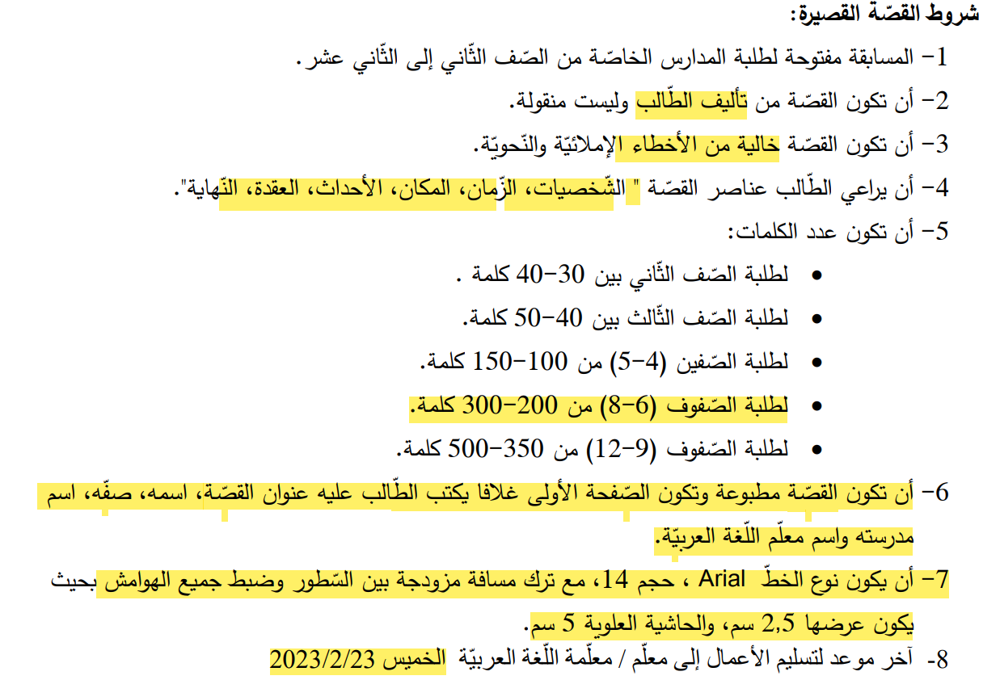 شروط القصّة القصيرة:
1- المسابقة مفتوحة لطلبة المدارس الخاصّة من الصّف الثّاني إلى الثّاني عشر.
2- أن تكون القصّة من تأليف الطّالب وليست منقولة.
3- أن تكون القصّة خالية من الأخطاء الإملائيّة والنّحويّة.
4- أن يراعي الطّالب عناصر القصّة " الشّخصيات، الزّمان، المكان، الأحداث، العقدة، النّهاية".
5- أن تكون عدد الكلمات:
• لطلبة الصّف الثّاني بين 30-40 كلمة .
• لطلبة الصّف الثّالث بين 40-50 كلمة.
• لطلبة الصّفين (4-5) من 100-150 كلمة.
• لطلبة الصّفوف (6-8) من 200-300 كلمة.
• لطلبة الصّفوف (9-12) من 350-500 كلمة.
6- أن تكون القصّة مطبوعة وتكون الصّفحة الأولى غلافا يكتب الطّالب عليه عنوان القصّة، اسمه، صفّه، اسم
مدرسته واسم معلّم اللّغة العربيّة.
7- أن يكون نوع الخطّ Arial ، حجم 14، مع ترك مسافة مزودجة بين السّطور وضبط جميع الهوامش بحيث
يكون عرضها 2,5 سم، والحاشية العلوية 5 سم.
8- آخر موعد لتسليم الأعمال إلى معلّم / معلّمة اللّغة العربيّة الخميس 2023/2/23